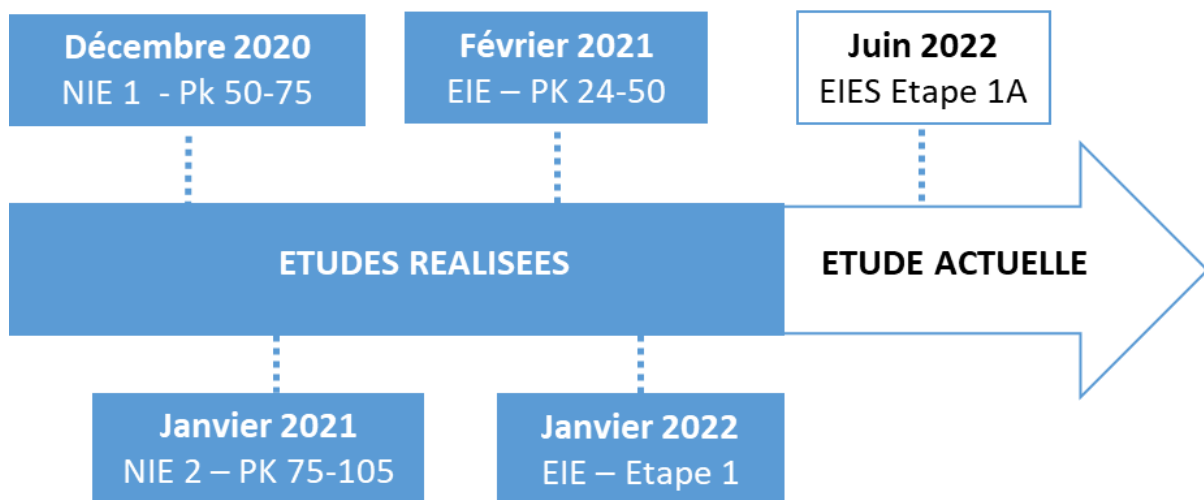 Décembre 2020
NIE 1 - Pk 50-75
Février 2021
EIE – PK 24-50
Juin 2022
EIES Etape 1A
ETUDES REALISEES
ETUDE ACTUELLE
Janvier 2021
NIE 2 – PK 75-105
Janvier 2022
EIE – Etape 1